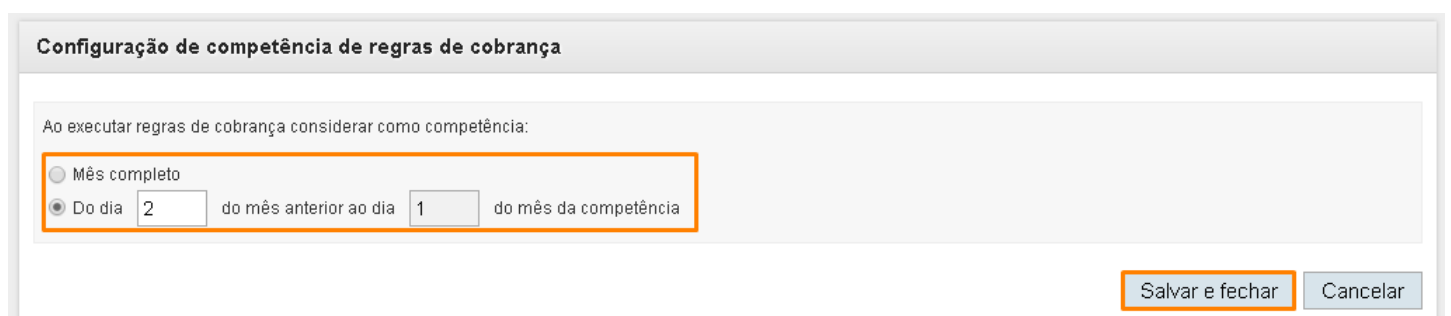 Configuração de competência de regras de cobrança
Ao executar regras de cobrança considerar como competência:
Mês completo
Do dia 2 do mês anterior ao dia 1 do mês da competência
Salvar e fechar Cancelar